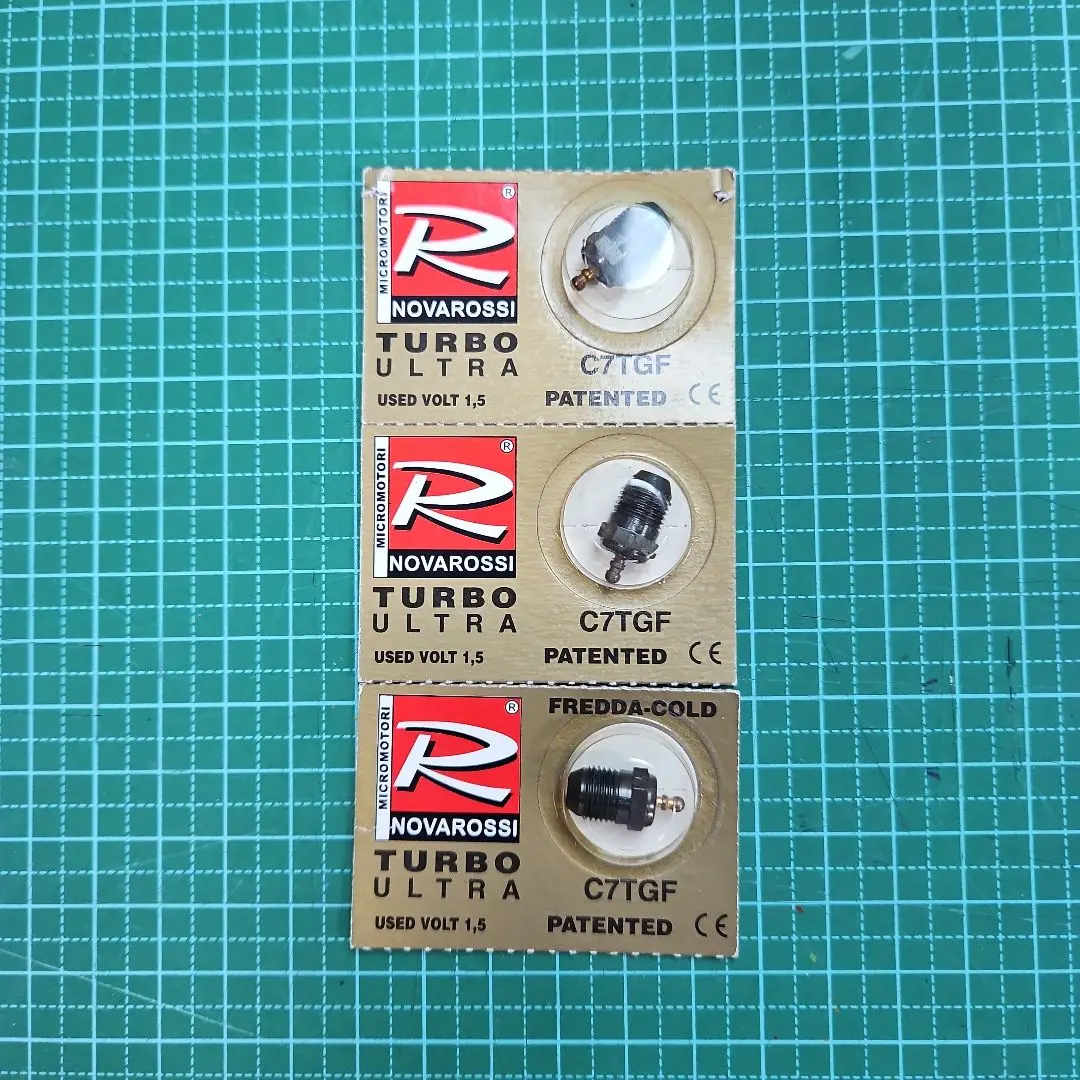 MICROMOTORI
R
®
NOVAROSSI
TURBO
ULTRA
USED VOLT 1,5
C7TGF
PATENTED CE
MICROMOTORI
R
®
NOVAROSSI
TURBO
ULTRA
USED VOLT 1,5
C7TGF
PATENTED CE
FREDDA-COLD
MICROMOTORI
R
®
NOVAROSSI
TURBO
ULTRA
USED VOLT 1,5
C7TGF
PATENTED CE